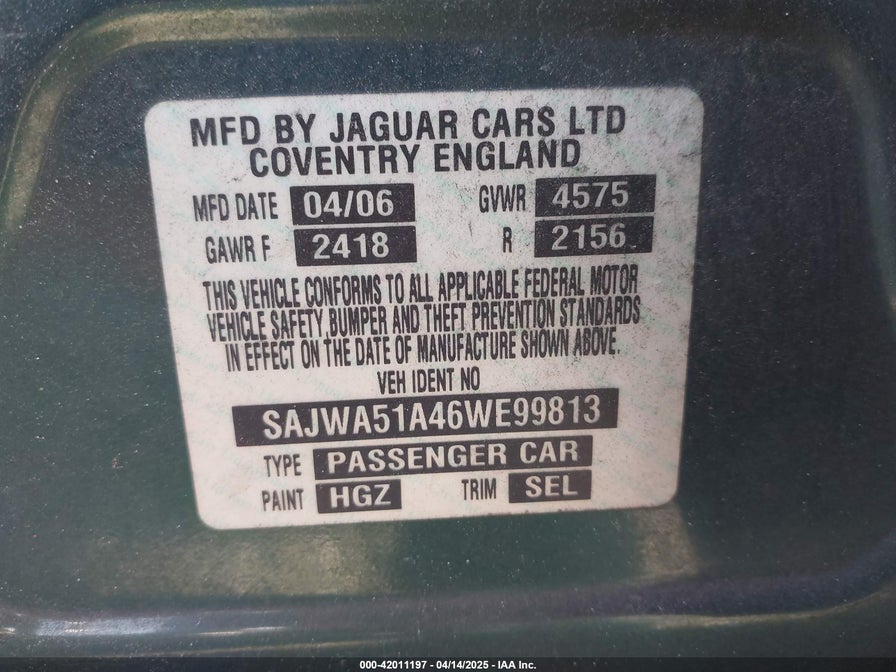 MFD BY JAGUAR CARS LTD
COVENTRY ENGLAND
MFD DATE 04/06 GVWR 4575
GAWR F 2418 R 2156
THIS VEHICLE CONFORMS TO ALL APPLICABLE FEDERAL MOTOR
VEHICLE SAFETY, BUMPER AND THEFT PREVENTION STANDARDS
IN EFFECT ON THE DATE OF MANUFACTURE SHOWN ABOVE.
VEH IDENT NO
SAJWA51A46WE99813
TYPE PASSENGER CAR
PAINT HGZ TRIM SEL
000-42011197 - 04/14/2025 - IAA Inc.